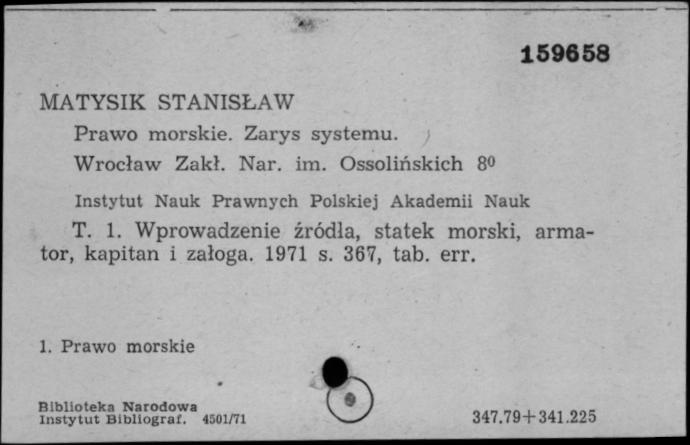 159658
MATYSIK STANISŁAW
Prawo morskie. Zarys systemu.
Wrocław Zakł. Nar. im. Ossolińskich 8⁰
Instytut Nauk Prawnych Polskiej Akademii Nauk
T. 1. Wprowadzenie źródła, statek morski, arma-
tor, kapitan i załoga. 1971 s. 367, tab. err.
1. Prawo morskie
Biblioteka Narodowa
Instytut Bibliograf. 4501/71
347.79+341.225